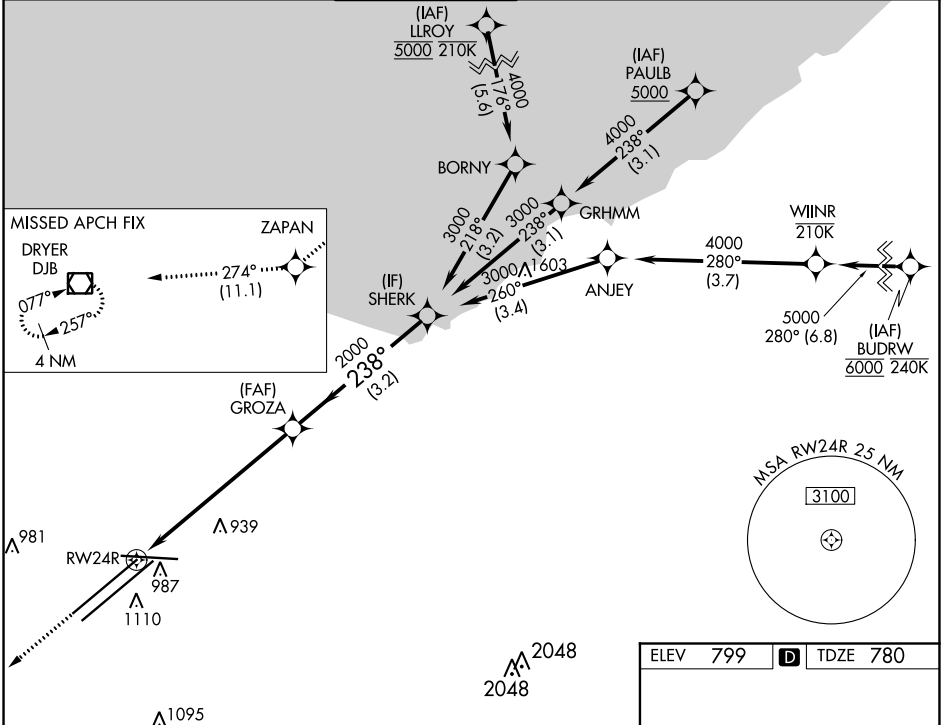 (IAF)
LLROY
5000 210K
4000
176°
(5.6)
(IAF)
PAULB
5000
4000
238°
(3.1)
BORNY
GRHMM
3000
218°
(3.2)
3000
238°
(3.1)
WIINR
210K
4000
280°
(3.7)
ANJEY
5000
280° (6.8)
(IAF)
BUDRW
6000 240K
3000
260°
(3.4)
1603
(IF)
SHERK
MISSED APCH FIX
DRYER
DJB
ZAPAN
274°
(11.1)
077°
257°
4 NM
2000
238°
(3.2)
(FAF)
GROZA
MSA RW24R 25 NM
3100
939
981
RW24R
987
1110
2048
2048
1095
ELEV 799 D TDZE 780